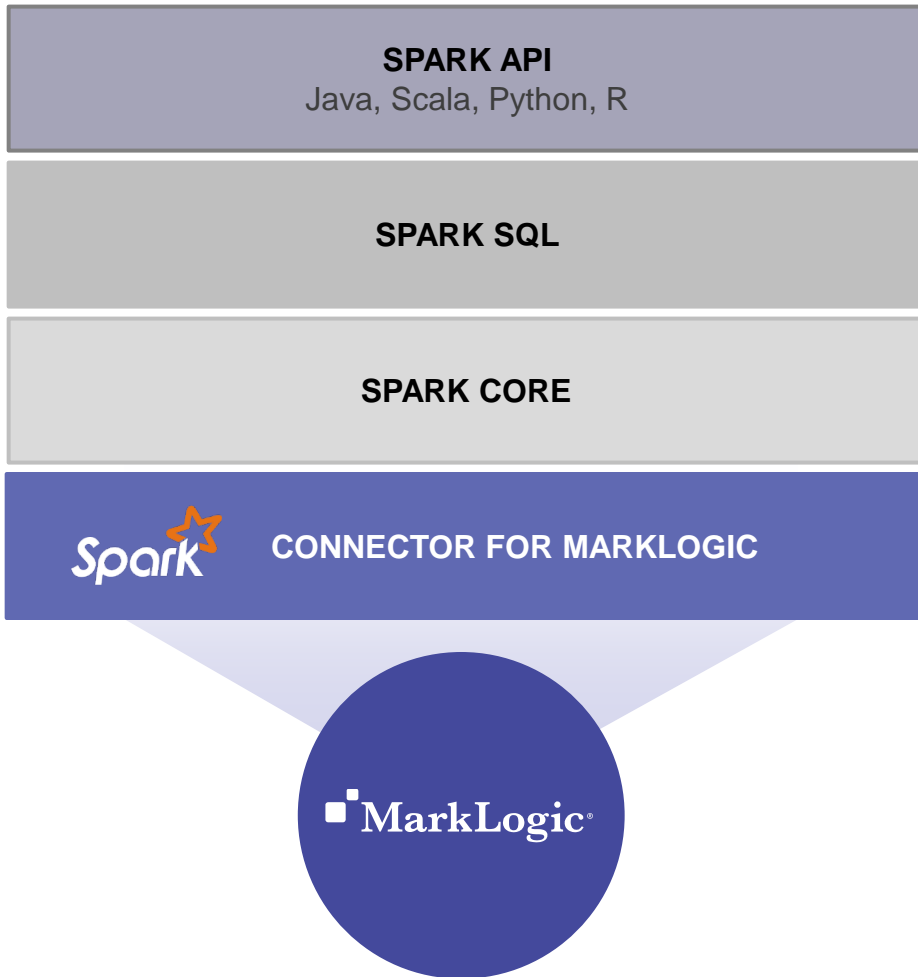 SPARK API
Java, Scala, Python, R
SPARK SQL
SPARK CORE
Spark CONNECTOR FOR MARKLOGIC
MarkLogic®